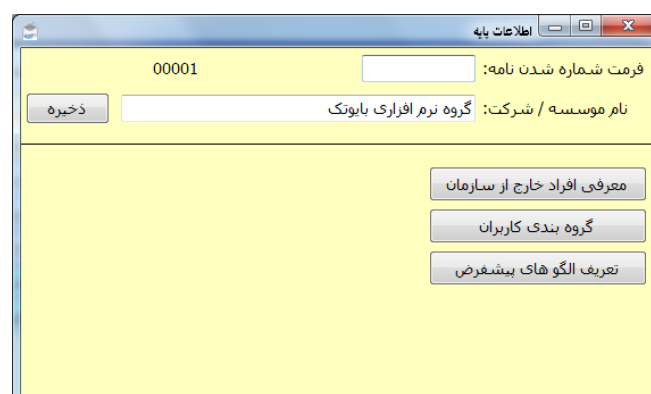 اطلاعات پایه
فرمت شماره شدن نامه: 00001
نام موسسه / شرکت: گروه نرم افزاری بایوتک ذخیره
معرفی افراد خارج از سازمان
گروه بندی کاربران
تعریف الگو های پیشفرض